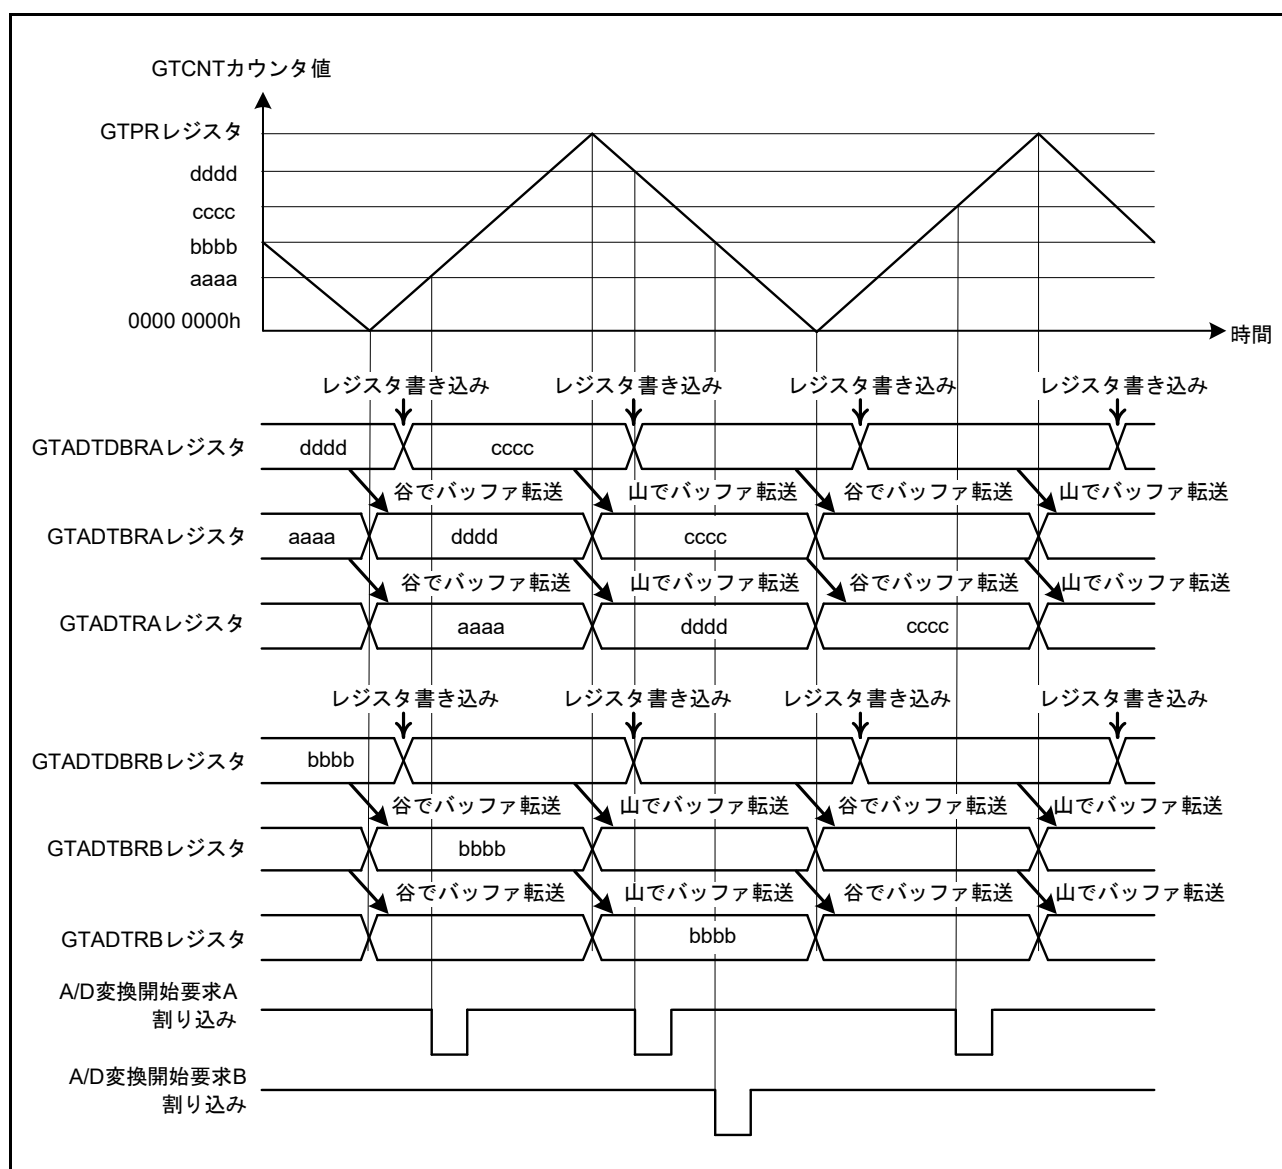 GTCNTカウンタ値
GTPRレジスタ
dddd
cccc
bbbb
aaaa
0000 0000h
時間
レジスタ書き込み レジスタ書き込み レジスタ書き込み レジスタ書き込み
GTADTDBRAレジスタ dddd cccc
谷でバッファ転送 山でバッファ転送 谷でバッファ転送 山でバッファ転送
GTADTBRAレジスタ aaaa dddd cccc
谷でバッファ転送 山でバッファ転送 谷でバッファ転送 山でバッファ転送
GTADTRAレジスタ aaaa dddd cccc
レジスタ書き込み レジスタ書き込み レジスタ書き込み レジスタ書き込み
GTADTDBRBレジスタ bbbb
谷でバッファ転送 山でバッファ転送 谷でバッファ転送 山でバッファ転送
GTADTBRBレジスタ bbbb
谷でバッファ転送 山でバッファ転送 谷でバッファ転送 山でバッファ転送
GTADTRBレジスタ bbbb
A/D変換開始要求A
割り込み
A/D変換開始要求B
割り込み